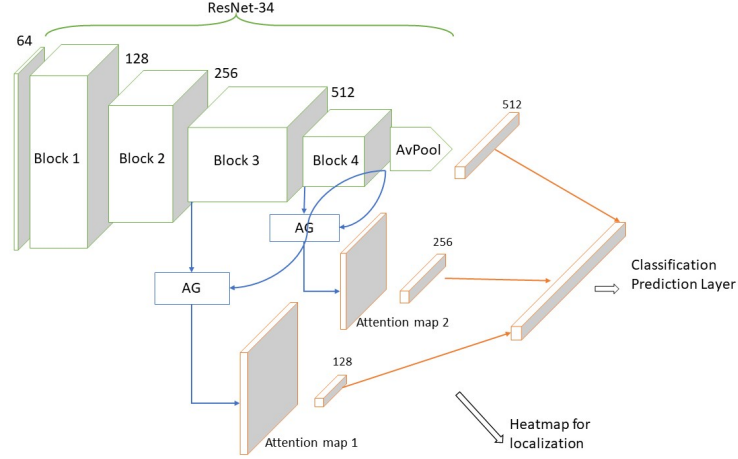 ResNet-34
64
128
256
512
Block 1
Block 2
Block 3
Block 4
AvPool
512
AG
AG
256
Attention map 2
128
Attention map 1
Classification
Prediction Layer
Heatmap for
localization